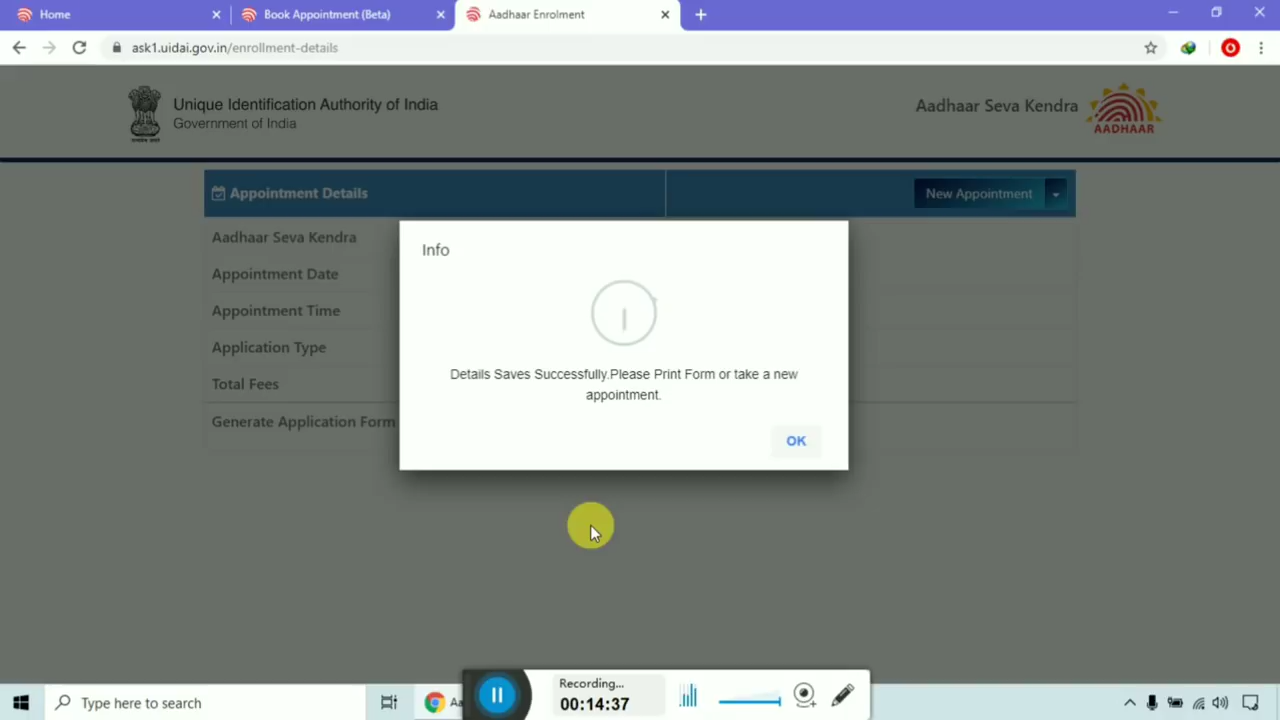 Home
Book Appointment (Beta)
Aadhaar Enrolment
ask1.uidai.gov.in/enrollment-details
Unique Identification Authority of India
Government of India
Aadhaar Seva Kendra
AADHAAR
Appointment Details
New Appointment
Aadhaar Seva Kendra
Appointment Date
Appointment Time
Application Type
Total Fees
Generate Application Form
Info
Details Saves Successfully.Please Print Form or take a new
appointment.
OK
Type here to search
Aa
Recording...
00:14:37